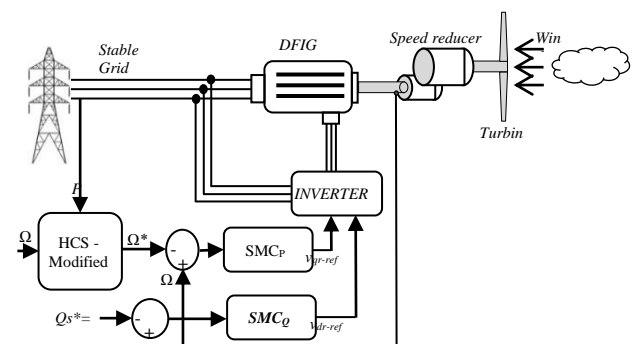 Stable
Grid
DFIG
Speed reducer
Win
Turbin
INVERTER
P
Ω
HCS -
Modified
Ω*
-
+
Ω
SMCP
vqr-ref
Qs*=
-
+
SMCQ
vdr-ref